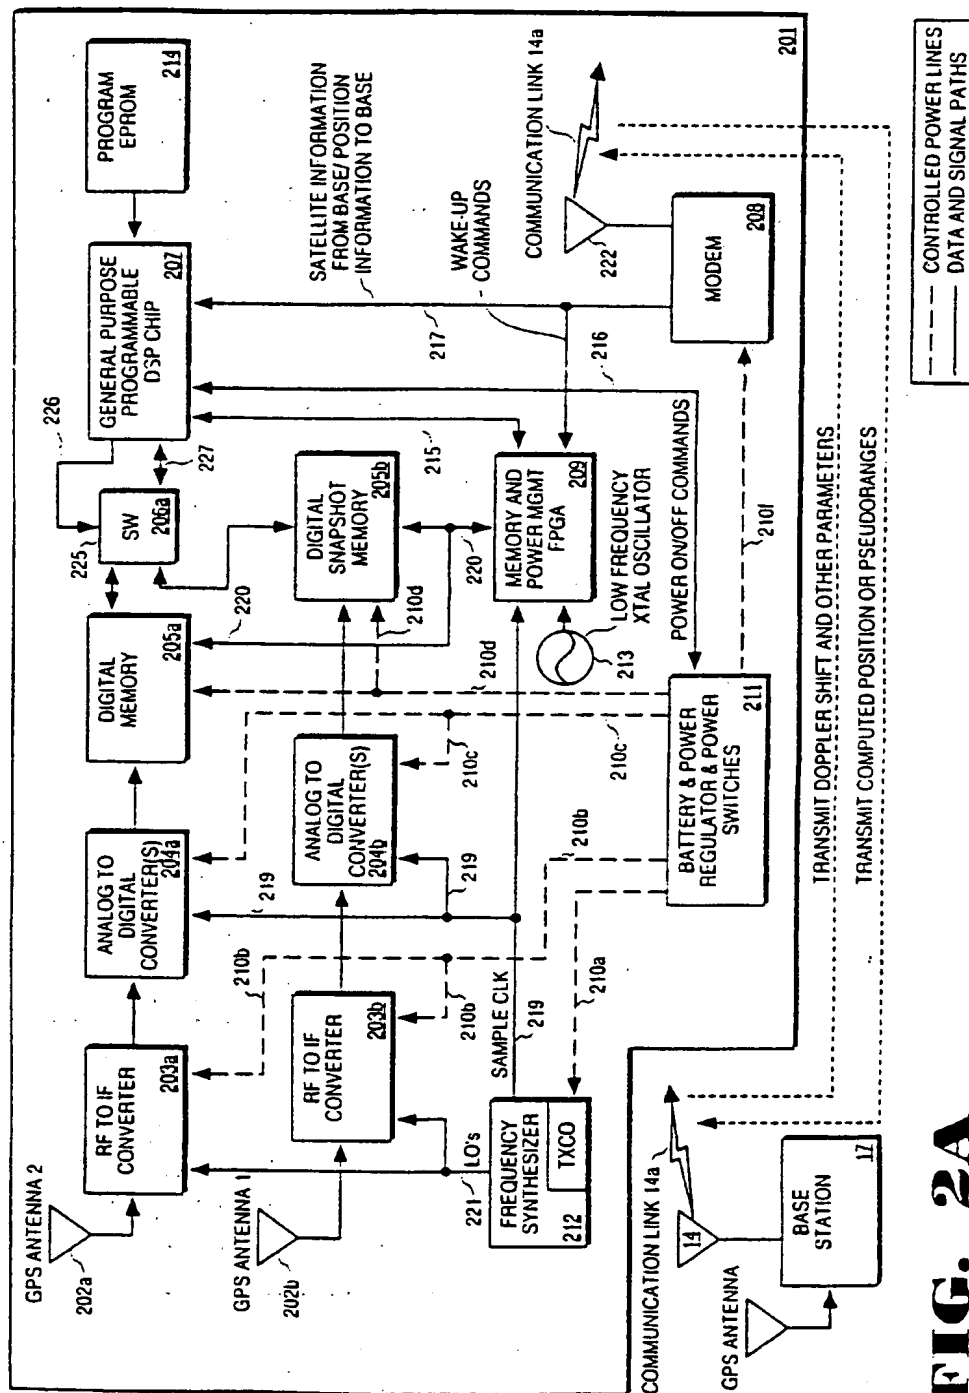 GPS ANTENNA 2
202a
RF TO IF
CONVERTER
203a
ANALOG TO
DIGITAL
CONVERTER(S)
204a
DIGITAL
MEMORY
205a
225
SW
206a
226
227
GENERAL PURPOSE
PROGRAMMABLE
DSP CHIP
207
PROGRAM
EPROM
214
219
210b
220
GPS ANTENNA 1
202b
RF TO IF
CONVERTER
203b
ANALOG TO
DIGITAL
CONVERTER(S)
204b
DIGITAL
SNAPSHOT
MEMORY
205b
215
217
SATELLITE INFORMATION
FROM BASE/POSITION
INFORMATION TO BASE
210b
219
210c
210d
220
WAKE-UP
COMMANDS
221
LO's
SAMPLE CLK
219
FREQUENCY
SYNTHESIZER
212
TXCO
MEMORY AND
POWER MGMT
FPGA
209
216
COMMUNICATION LINK 14a
222
210a
210b
210c
210d
213
LOW FREQUENCY
XTAL OSCILLATOR
POWER ON/OFF COMMANDS
BATTERY & POWER
REGULATOR & POWER
SWITCHES
211
210f
MODEM
208
201
COMMUNICATION LINK 14a
14
GPS ANTENNA
BASE
STATION
17
TRANSMIT DOPPLER SHIFT AND OTHER PARAMETERS
TRANSMIT COMPUTED POSITION OR PSEUDORANGES
CONTROLLED POWER LINES
DATA AND SIGNAL PATHS
FIG. 2A